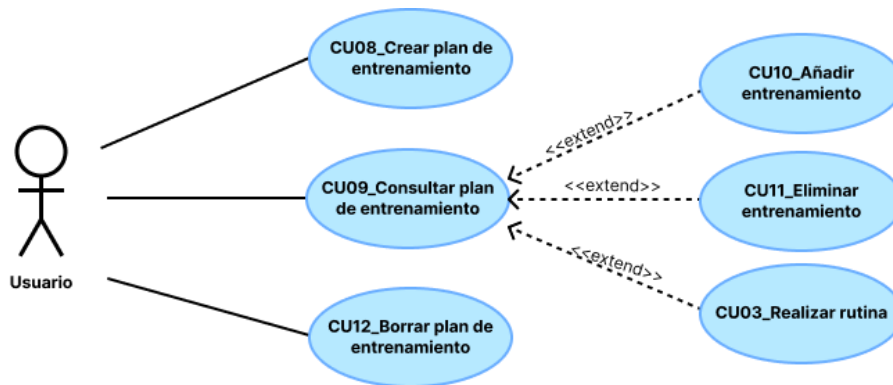 CU08_Crear plan de
entrenamiento
CU10_Añadir
entrenamiento
<<extend>>
CU09_Consultar plan
de entrenamiento
<<extend>>
CU11_Eliminar
entrenamiento
Usuario
<<extend>>
CU03_Realizar rutina
CU12_Borrar plan de
entrenamiento